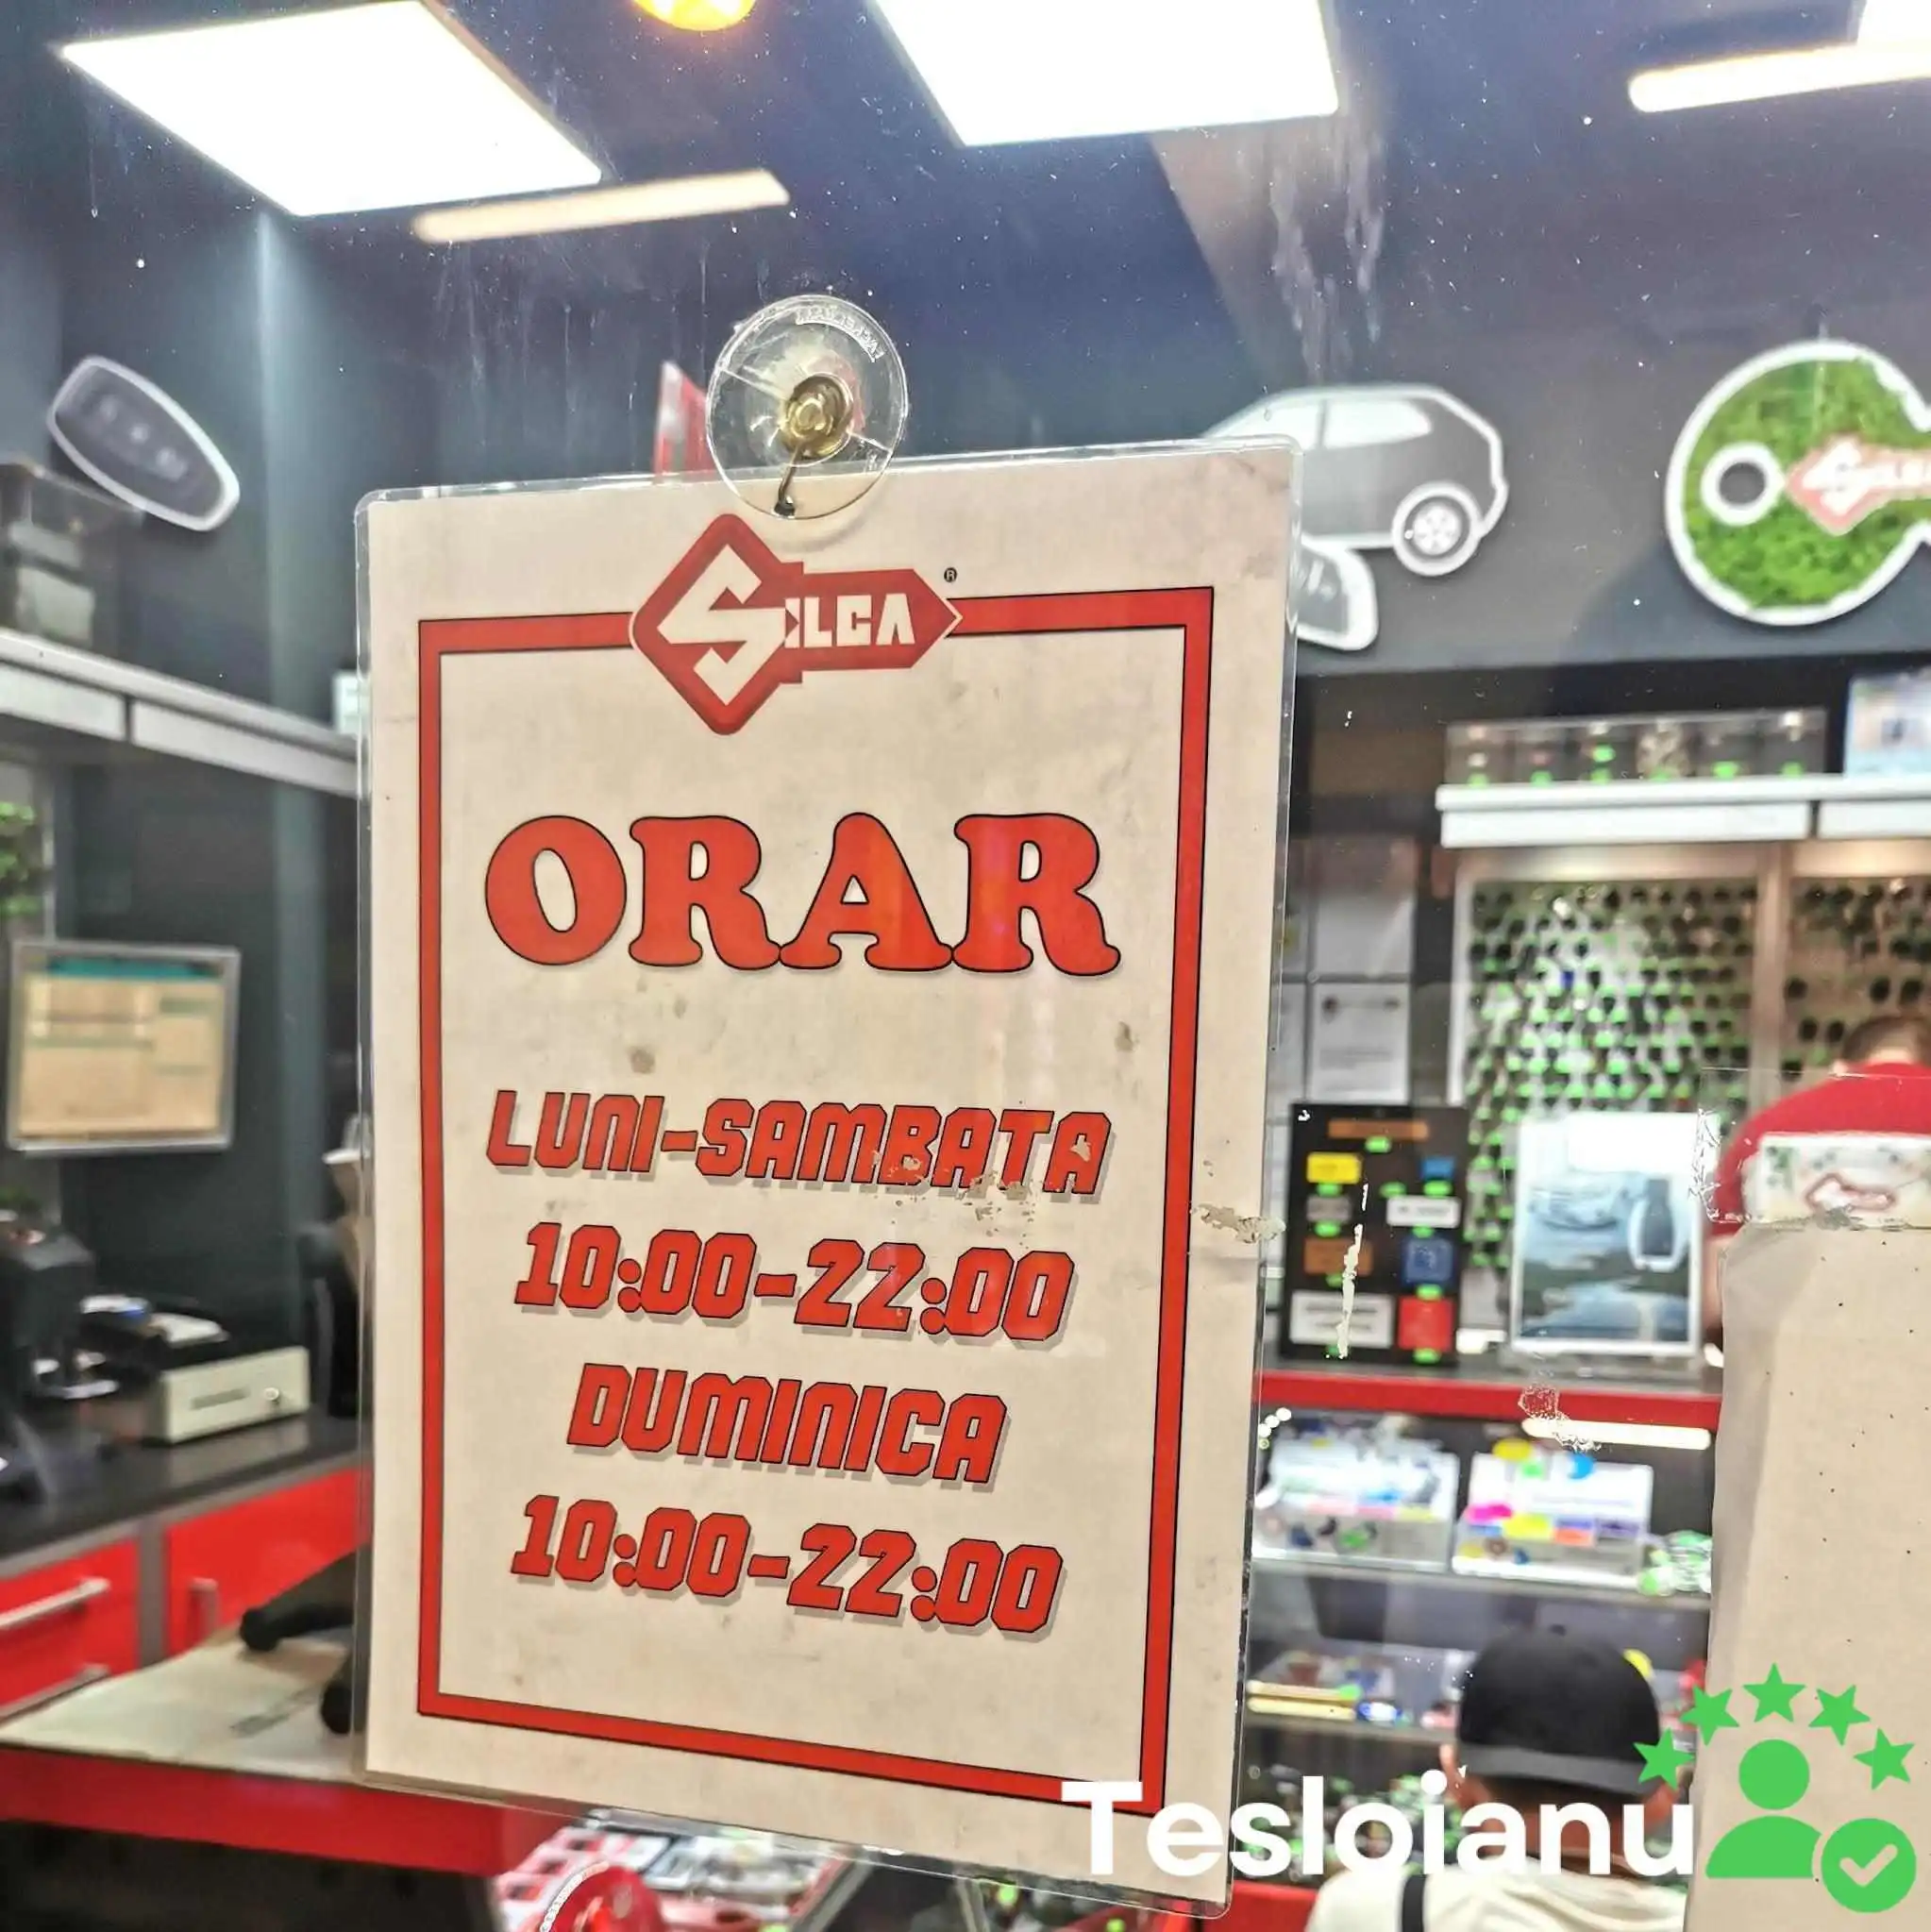 SILCA®
ORAR
LUNI-SAMBATA
10:00-22:00
DUMINICA
10:00-22:00
Tesloianu